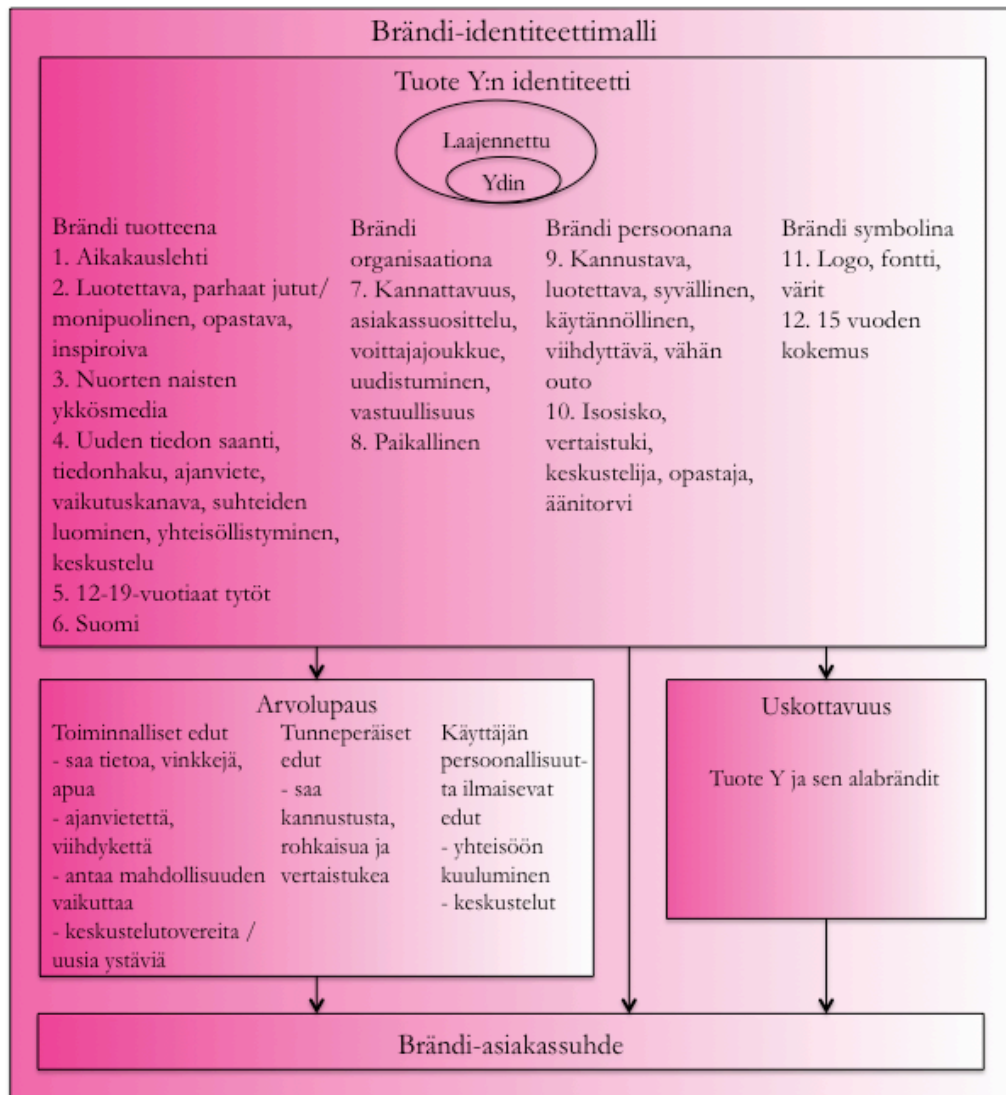 Brändi-identiteettimalli
Tuote Y:n identiteetti
Laajennettu
Ydin
Brändi tuotteena
1. Aikakauslehti
2. Luotettava, parhaat jutut/
monipuolinen, opastava,
inspiroiva
3. Nuorten naisten
ykkösmedia
4. Uuden tiedon saanti,
tiedonhaku, ajanviete,
vaikutuskanava, suhteiden
luominen, yhteisöllistyminen,
keskustelu
5. 12-19-vuotiaat tytöt
6. Suomi
Brändi
organisaationa
7. Kannattavuus,
asiakassuosittelu,
voittajajoukkue,
uudistuminen,
vastuullisuus
8. Paikallinen
Brändi persoonana
9. Kannustava,
luotettava, syvällinen,
käytännöllinen,
viihdyttävä, vähän
outo
10. Isosisko,
vertaistuki,
keskustelija, opastaja,
äänitorvi
Brändi symbolina
11. Logo, fontti,
värit
12. 15 vuoden
kokemus
Arvolupaus
Toiminnalliset edut
- saa tietoa, vinkkejä,
apua
- ajanvietettä,
viihdykettä
- antaa mahdollisuuden
vaikuttaa
- keskustelutovereita /
uusia ystäviä
Tunneperäiset
edut
- saa
kannustusta,
rohkaisua ja
vertaistukea
Käyttäjän
persoonallisuut-
ta ilmaisevat
edut
- yhteisöön
kuuluminen
- keskustelut
Uskottavuus
Tuote Y ja sen alabrändit
Brändi-asiakassuhde